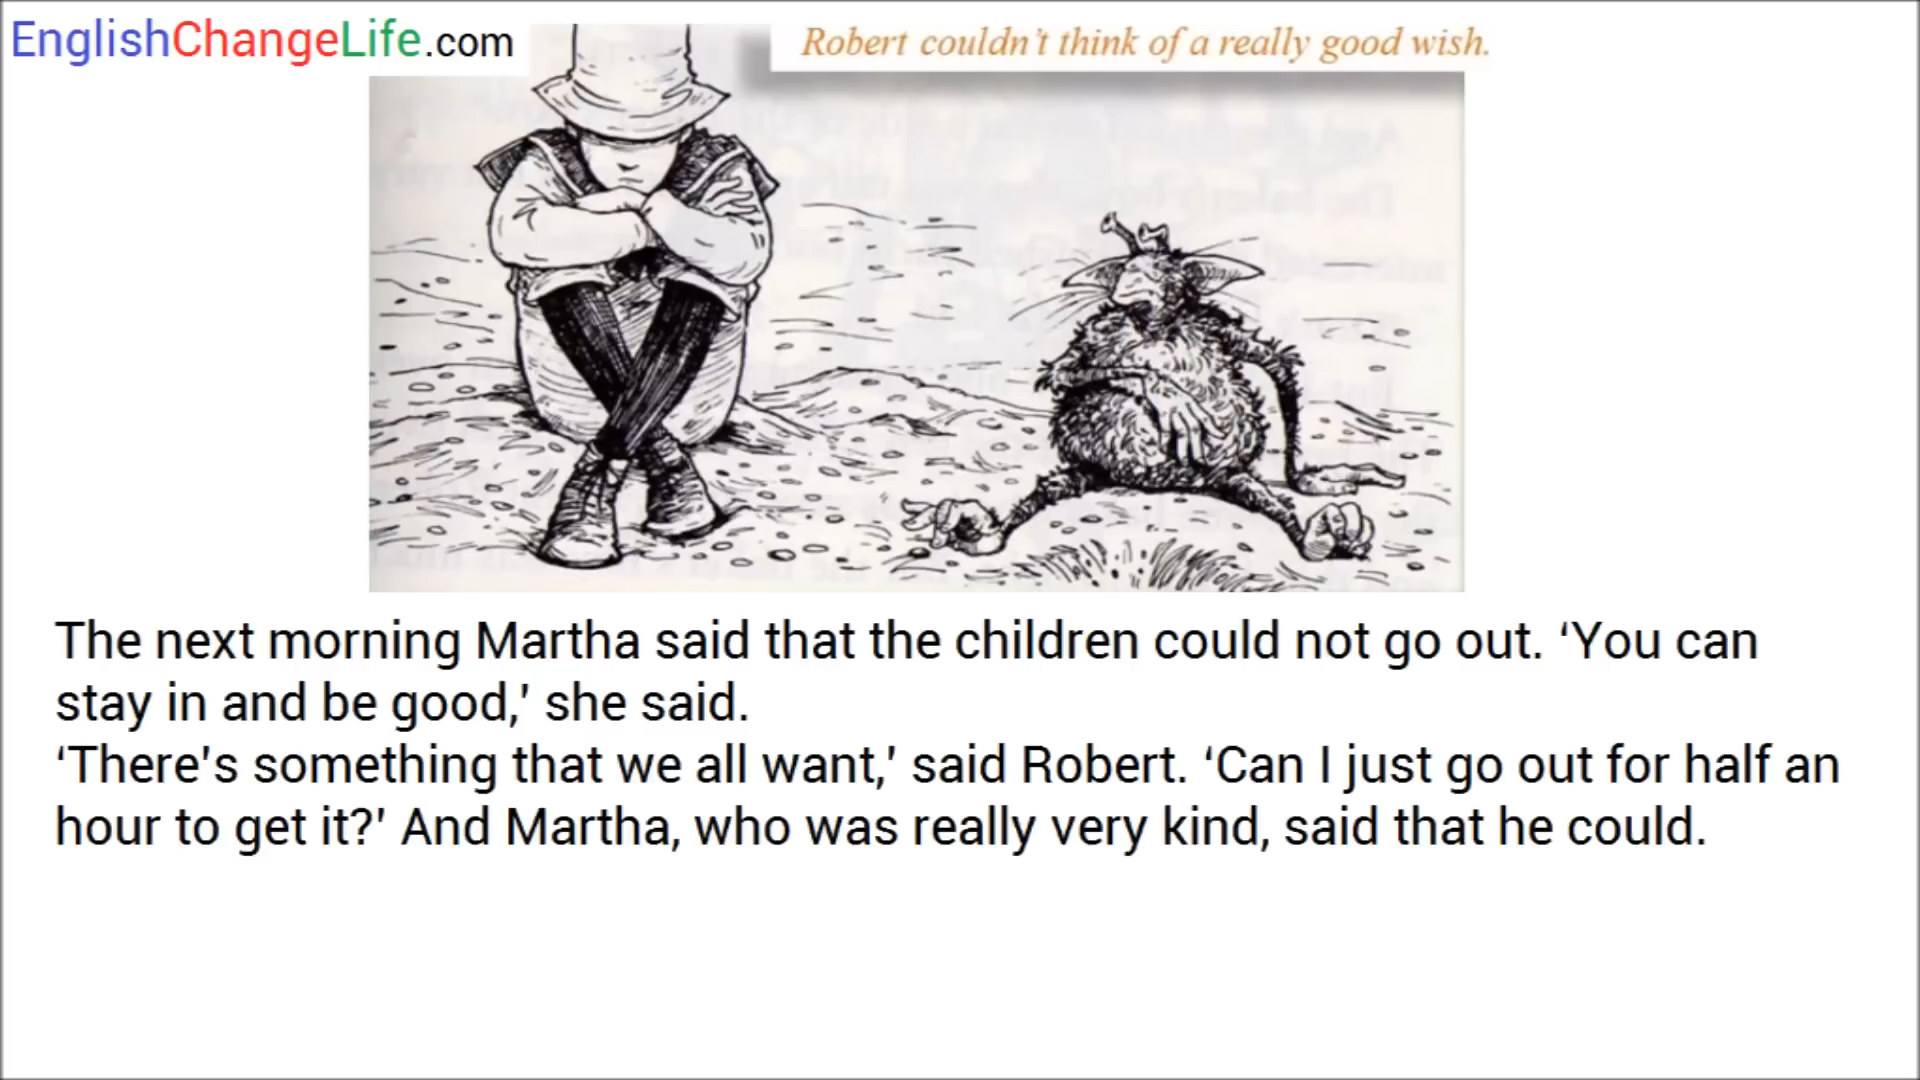 EnglishChangeLife.com
Robert couldn't think of a really good wish.
The next morning Martha said that the children could not go out. ‘You can
stay in and be good,’ she said.
‘There's something that we all want,’ said Robert. ‘Can I just go out for half an
hour to get it?’ And Martha, who was really very kind, said that he could.